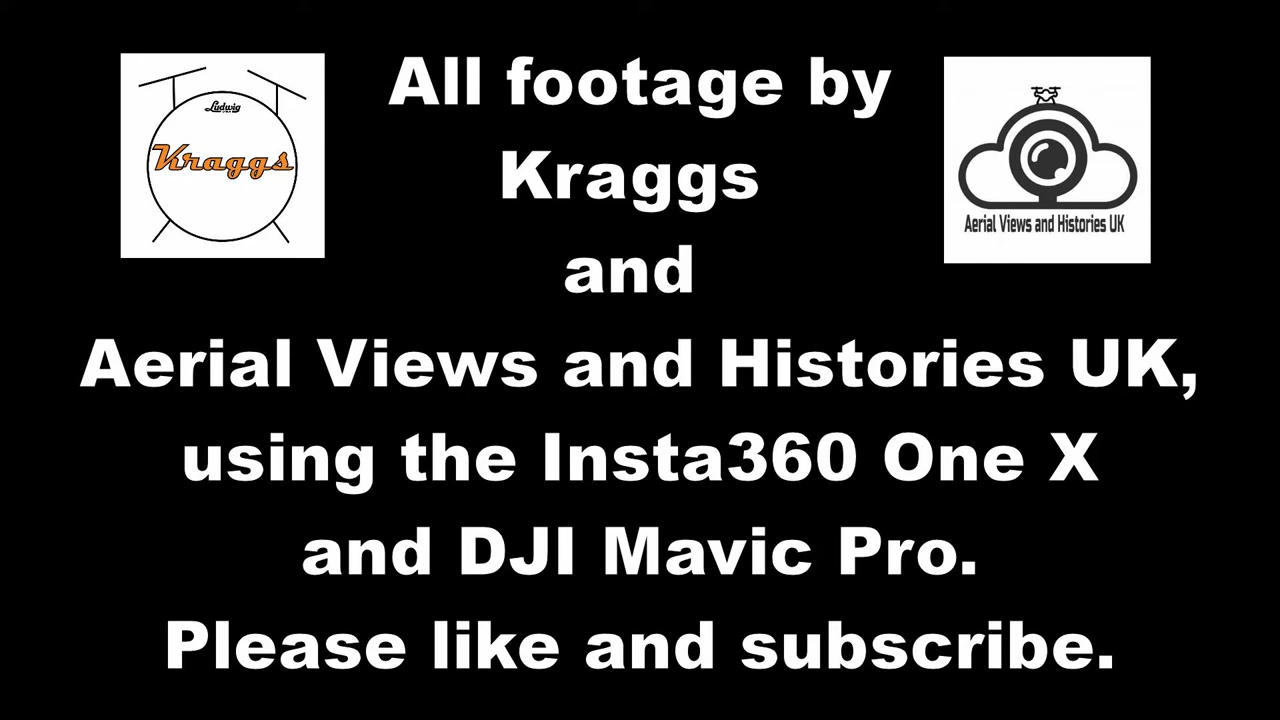 All footage by
Kraggs
and
Aerial Views and Histories UK,
using the Insta360 One X
and DJI Mavic Pro.
Please like and subscribe.
Ludwig
Kraggs
Aerial Views and Histories UK